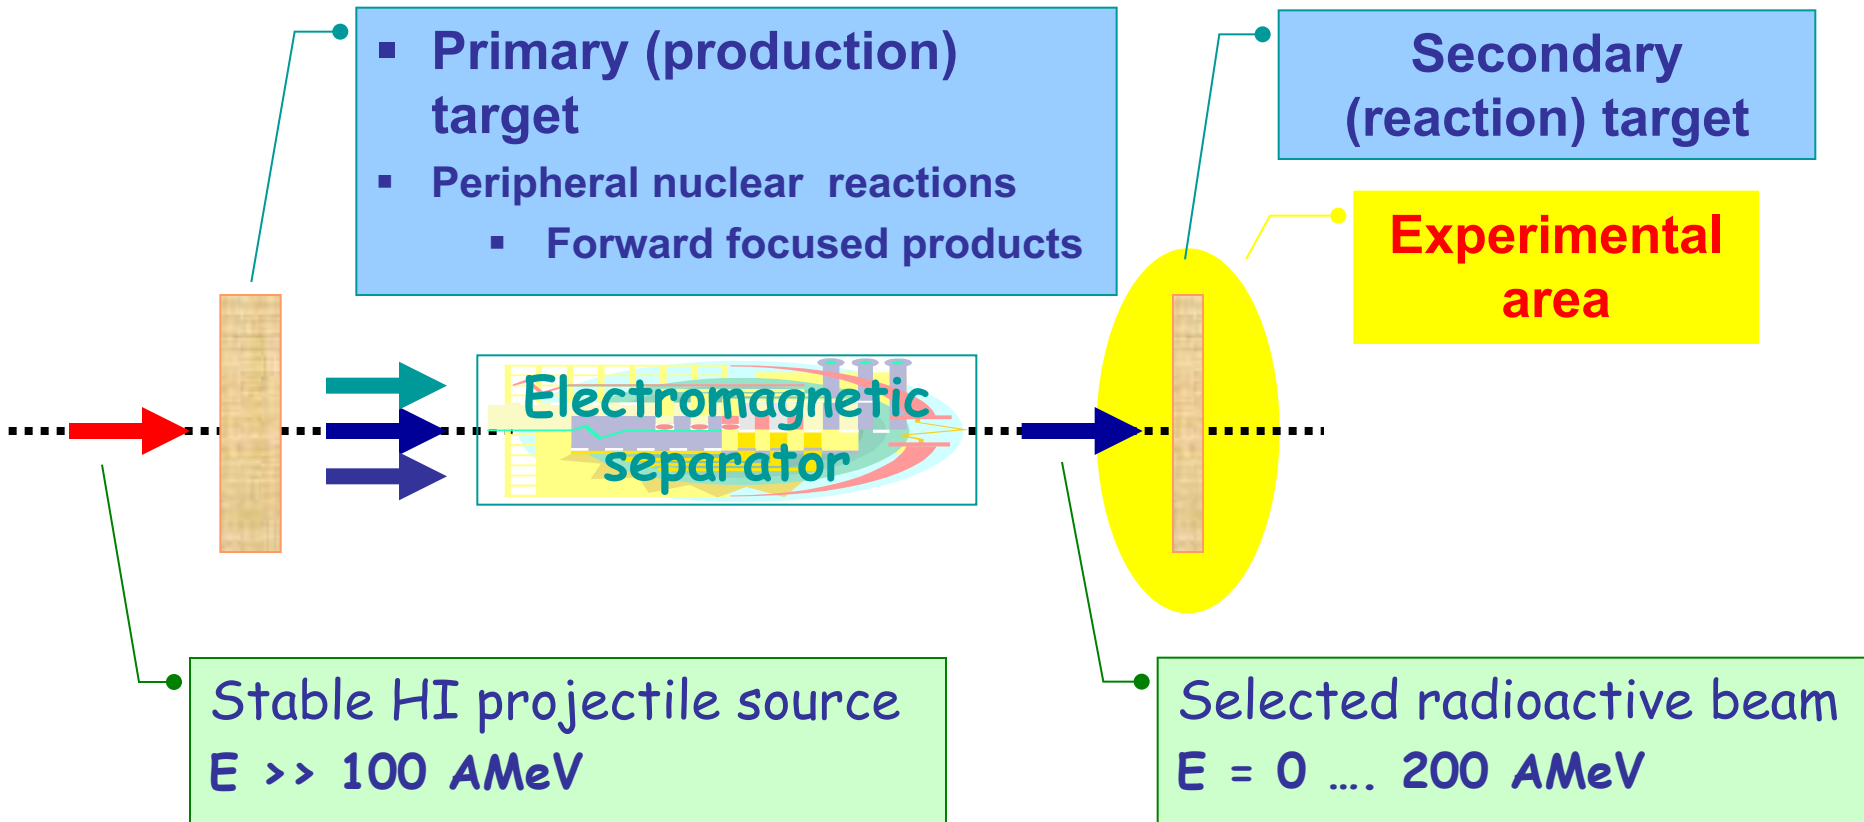 ▪ Primary (production)
target
▪ Peripheral nuclear reactions
▪ Forward focused products
Secondary
(reaction) target
Experimental
area
Electromagnetic
separator
Stable HI projectile source
E >> 100 AMeV
Selected radioactive beam
E = 0 .... 200 AMeV